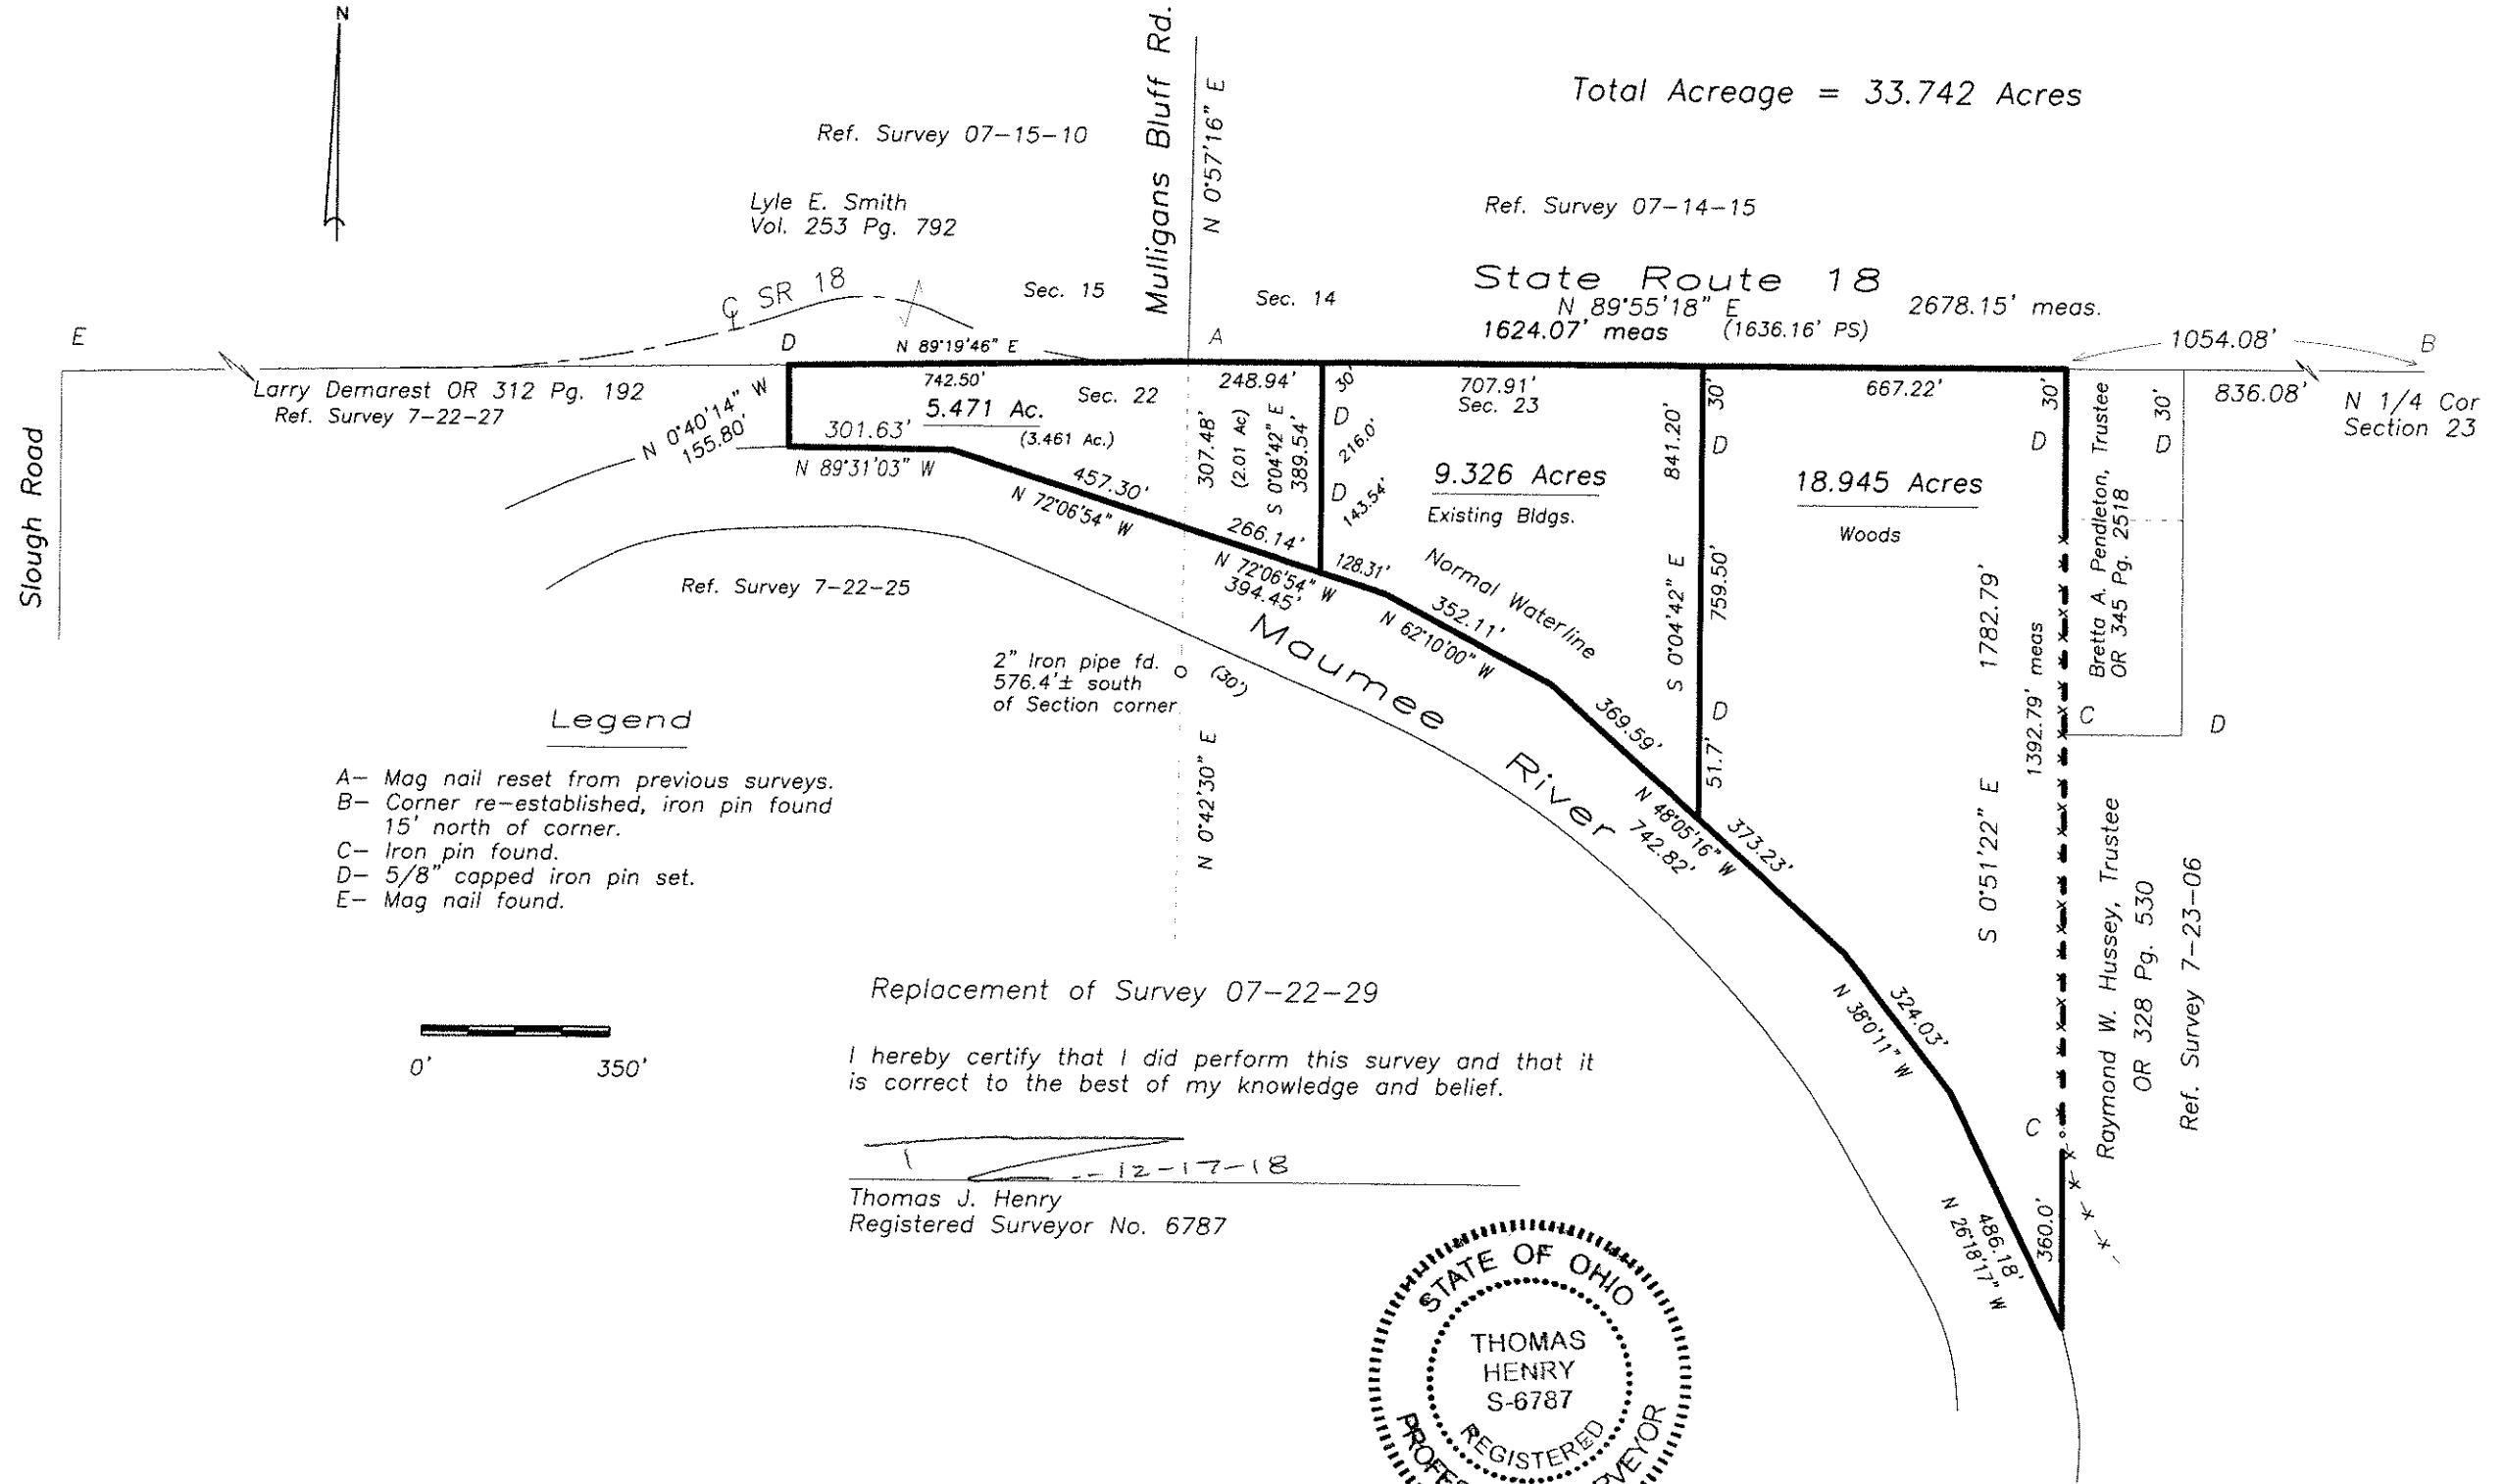 N
Mulligans Bluff Rd.
N 0°57'16" E
Total Acreage = 33.742 Acres
Ref. Survey 07-15-10
Lyle E. Smith
Vol. 253 Pg. 792
Ref. Survey 07-14-15
℄ SR 18
Sec. 15
Sec. 14
State Route 18
N 89°55'18" E
2678.15' meas.
1624.07' meas
(1636.16' PS)
1054.08'
E
D
N 89°19'46" E
A
B
Larry Demarest OR 312 Pg. 192
Ref. Survey 7-22-27
N 0°40'14" W
155.80'
742.50'
5.471 Ac.
Sec. 22
(3.461 Ac.)
301.63'
N 89°31'03" W
457.30'
N 72°06'54" W
248.94'
307.48'
(2.01 Ac)
S 0°04'42" E
389.54'
266.14'
N 72°06'54" W
394.45'
30'
D
216.0'
D
143.54'
128.31'
707.91'
Sec. 23
9.326 Acres
Existing Bldgs.
Normal Waterline
352.11'
N 62°10'00" W
841.20'
S 0°04'42" E
30'
D
759.50'
D
51.7'
667.22'
18.945 Acres
Woods
30'
D
Bretta A. Pendleton, Trustee
OR 345 Pg. 2518
30'
D
836.08'
N 1/4 Cor
Section 23
Slough Road
Ref. Survey 7-22-25
Maumee River
2" Iron pipe fd.
576.4'± south
of Section corner
(30')
N 0°42'30" E
369.59'
N 48°05'16" W
742.82'
373.23'
1782.79'
S 0°51'22" E
1392.79' meas
C
D
Legend
A- Mag nail reset from previous surveys.
B- Corner re-established, iron pin found
15' north of corner.
C- Iron pin found.
D- 5/8" capped iron pin set.
E- Mag nail found.
324.03'
N 38°0'11" W
C
Raymond W. Hussey, Trustee
OR 328 Pg. 530
Ref. Survey 7-23-06
486.18'
N 26°18'17" W
360.0'
0'
350'
Replacement of Survey 07-22-29
I hereby certify that I did perform this survey and that it
is correct to the best of my knowledge and belief.
12-17-18
Thomas J. Henry
Registered Surveyor No. 6787
STATE OF OHIO
THOMAS
HENRY
S-6787
REGISTERED